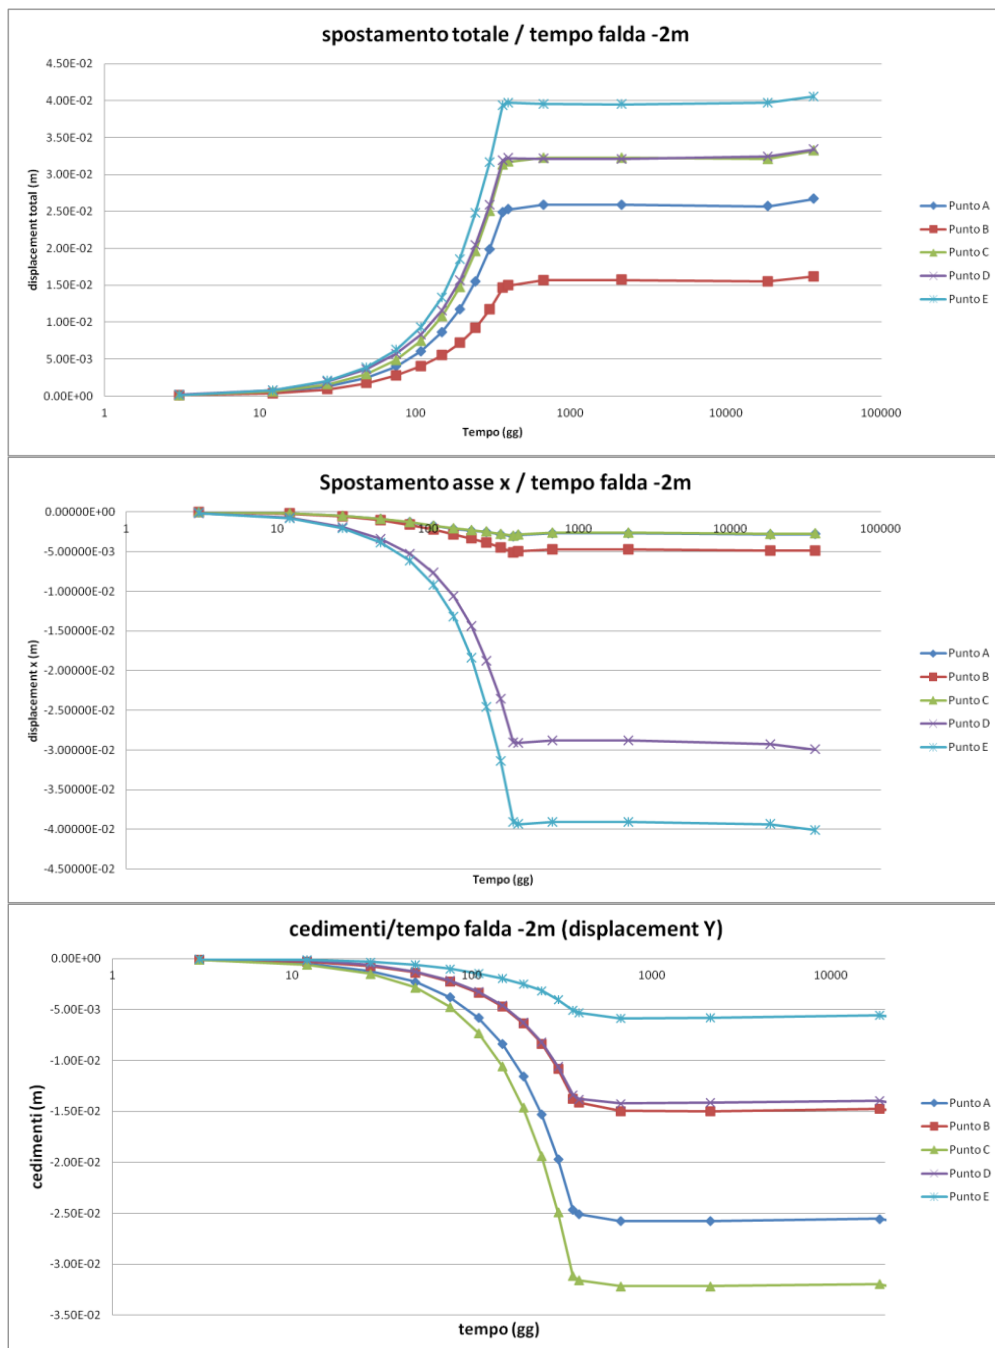 spostamento totale / tempo falda -2m
4.50E-02
4.00E-02
3.50E-02
3.00E-02
2.50E-02
2.00E-02
1.50E-02
1.00E-02
5.00E-03
0.00E+00
displacement total (m)
1 10 100 1000 10000 100000
Tempo (gg)
Punto A
Punto B
Punto C
Punto D
Punto E
Spostamento asse x / tempo falda -2m
0.00000E+00
1 10 100 1000 10000 100000
-5.00000E-03
-1.00000E-02
-1.50000E-02
-2.00000E-02
-2.50000E-02
-3.00000E-02
-3.50000E-02
-4.00000E-02
-4.50000E-02
displacement x (m)
Tempo (gg)
Punto A
Punto B
Punto C
Punto D
Punto E
cedimenti/tempo falda -2m (displacement Y)
0.00E+00
1 10 100 1000 10000
-5.00E-03
-1.00E-02
-1.50E-02
-2.00E-02
-2.50E-02
-3.00E-02
-3.50E-02
cedimenti (m)
tempo (gg)
Punto A
Punto B
Punto C
Punto D
Punto E